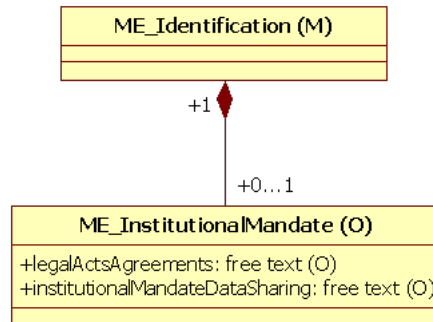 ME_Identification (M)
+1
+0...1
ME_InstitutionalMandate (O)
+legalActsAgreements: free text (O)
+institutionalMandateDataSharing: free text (O)